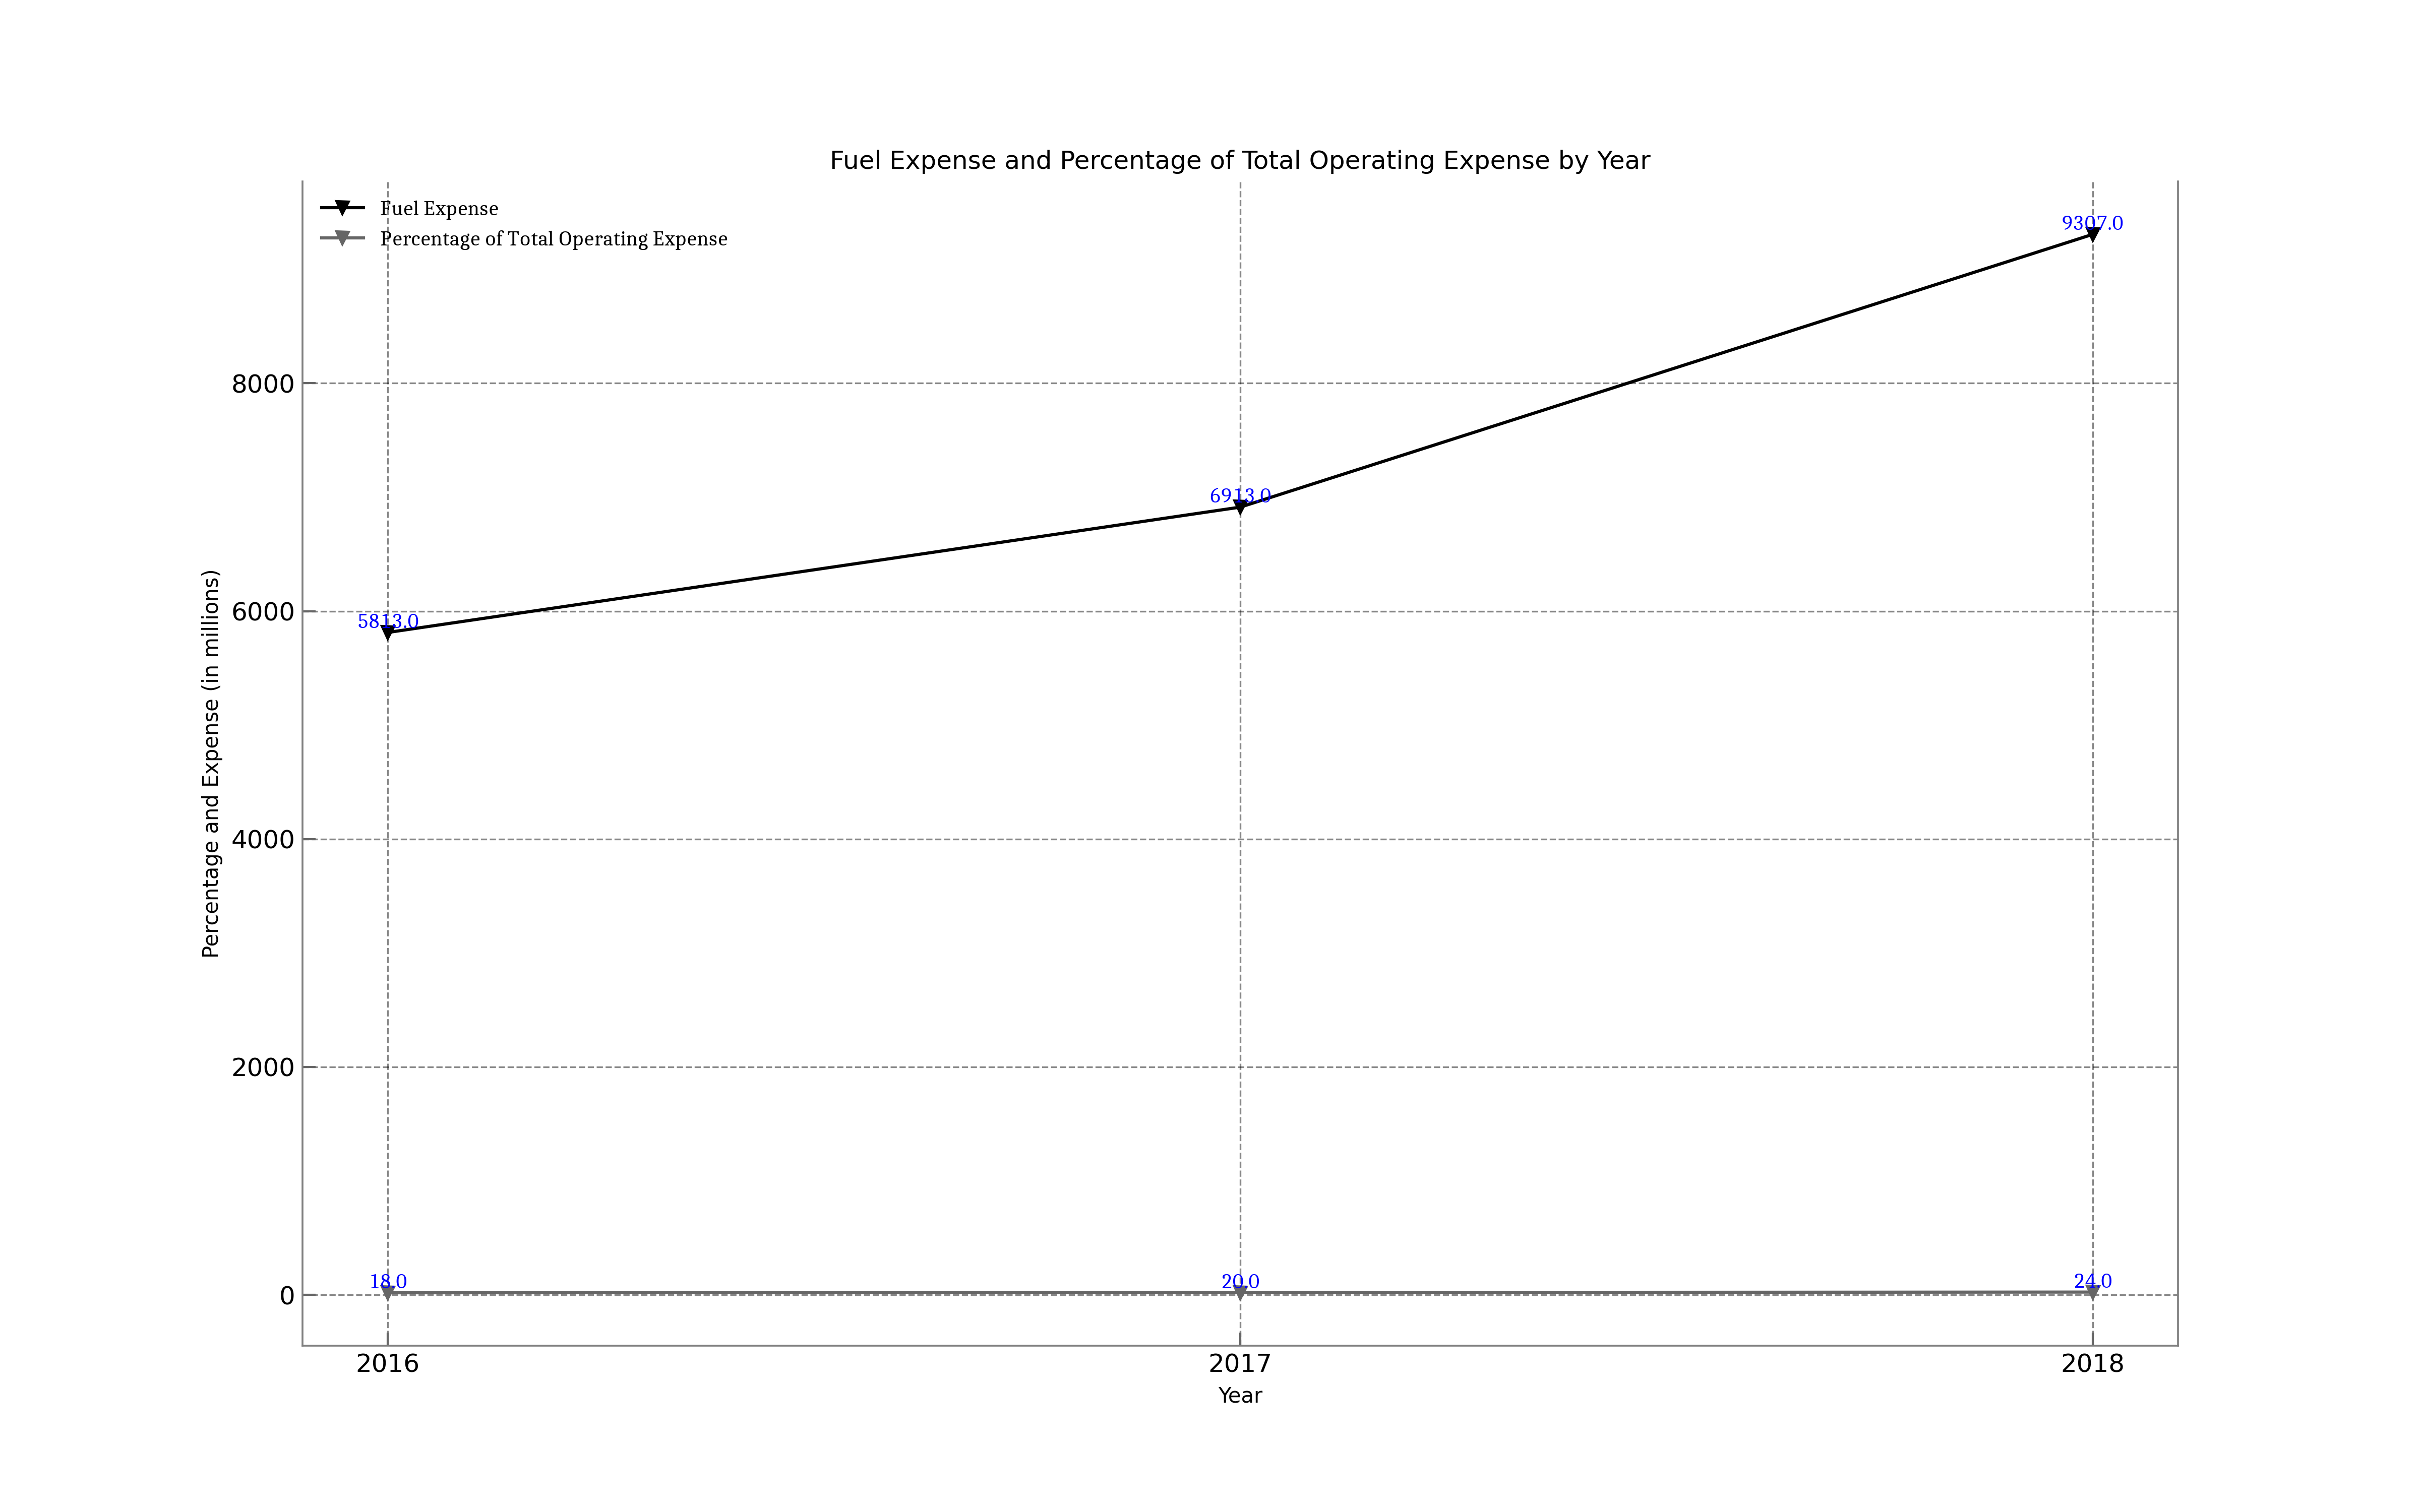 Fuel Expense and Percentage of Total Operating Expense by Year
Fuel Expense
Percentage of Total Operating Expense
9307.0
8000
6913.0
6000
5813.0
4000
2000
0
18.0
20.0
24.0
2016
2017
2018
Year
Percentage and Expense (in millions)